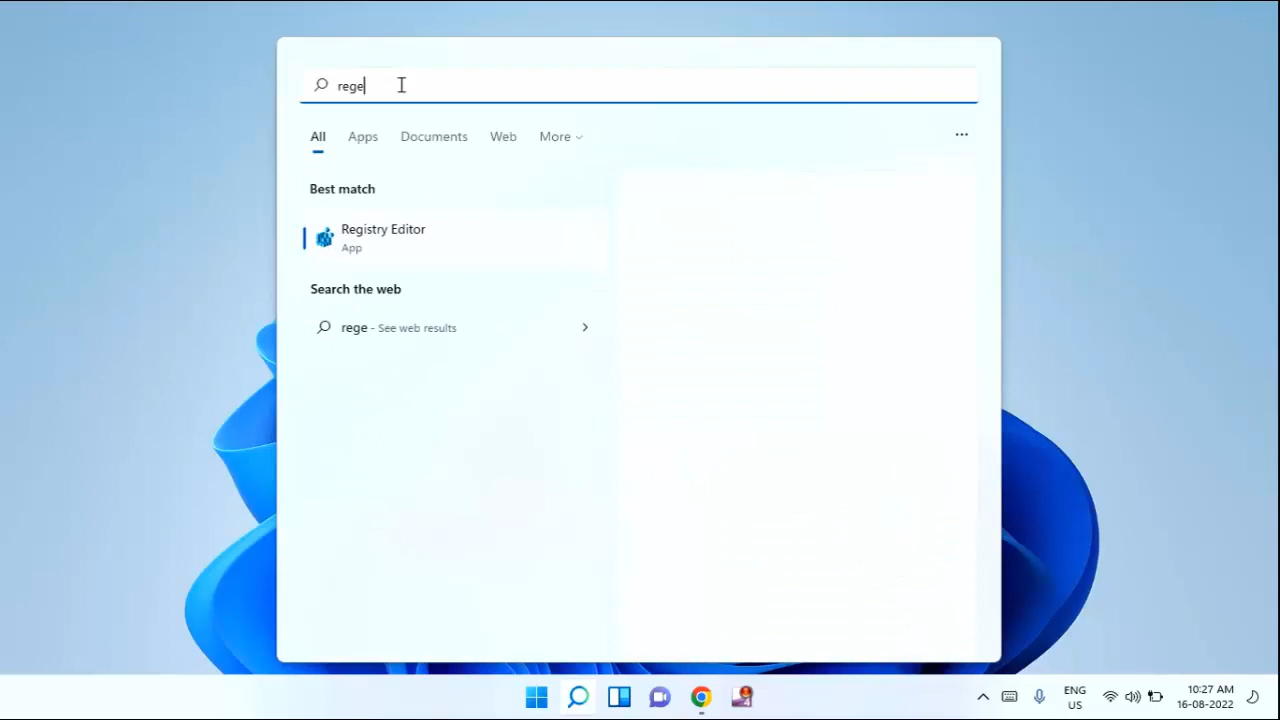 rege
All Apps Documents Web More
Best match
Registry Editor
App
Search the web
rege - See web results
ENG
US
10:27 AM
16-08-2022